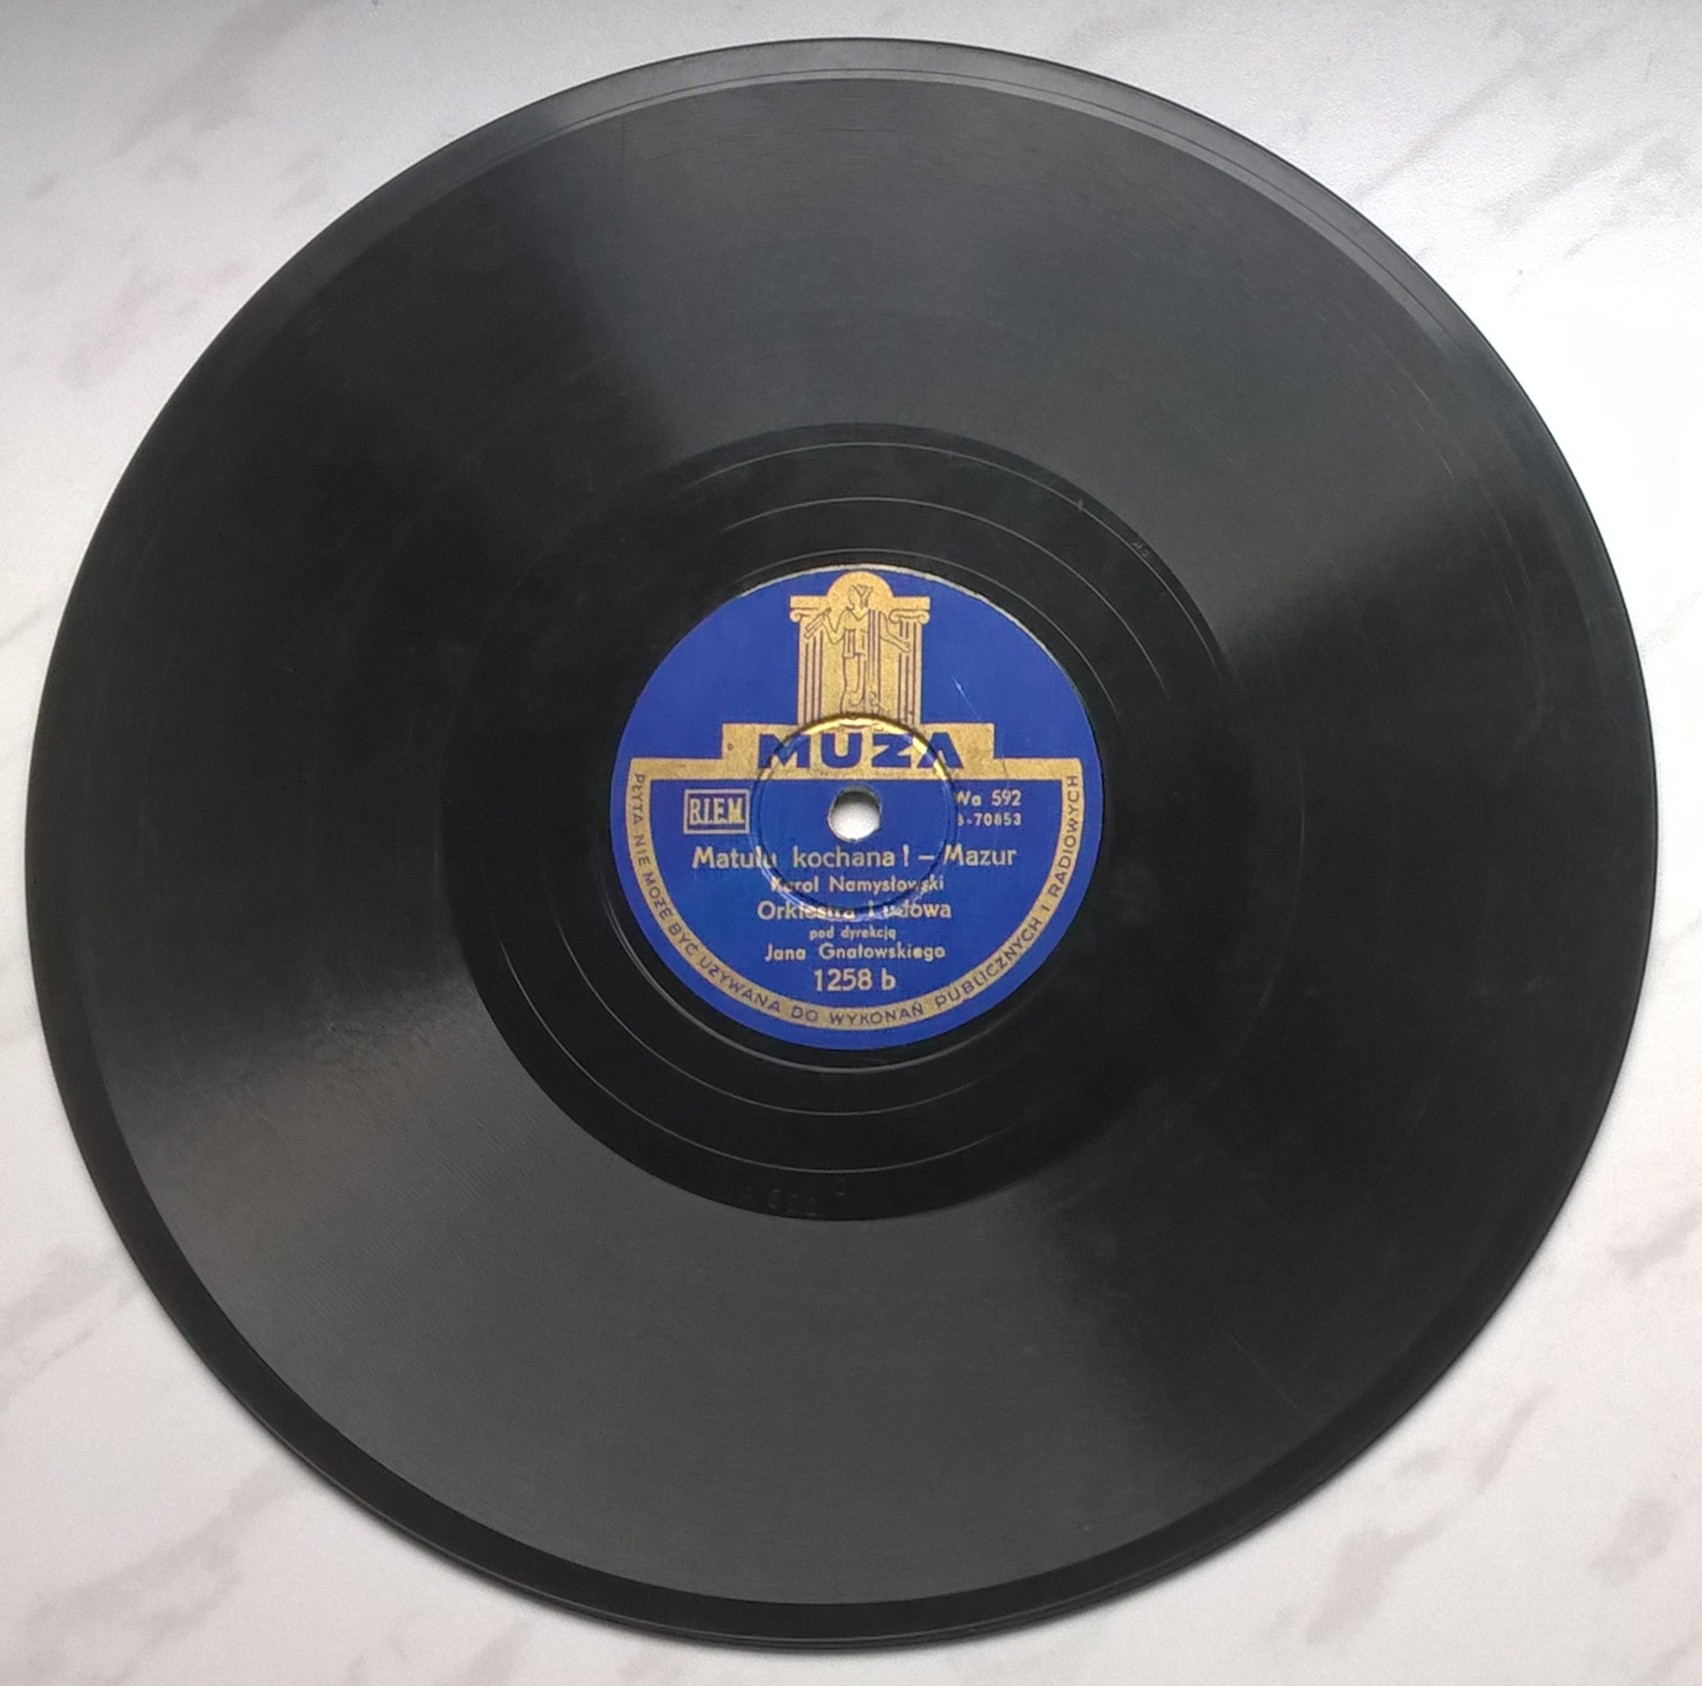 MUZA
B.I.E.M.
Wa 592
B-70853
Matulu kochana! – Mazur
Karol Namysłowski
Orkiestra Ludowa
pod dyrekcją
Jana Gnatowskiego
1258 b
PŁYTA NIE MOŻE BYĆ UŻYWANA DO WYKONAŃ PUBLICZNYCH I RADIOWYCH